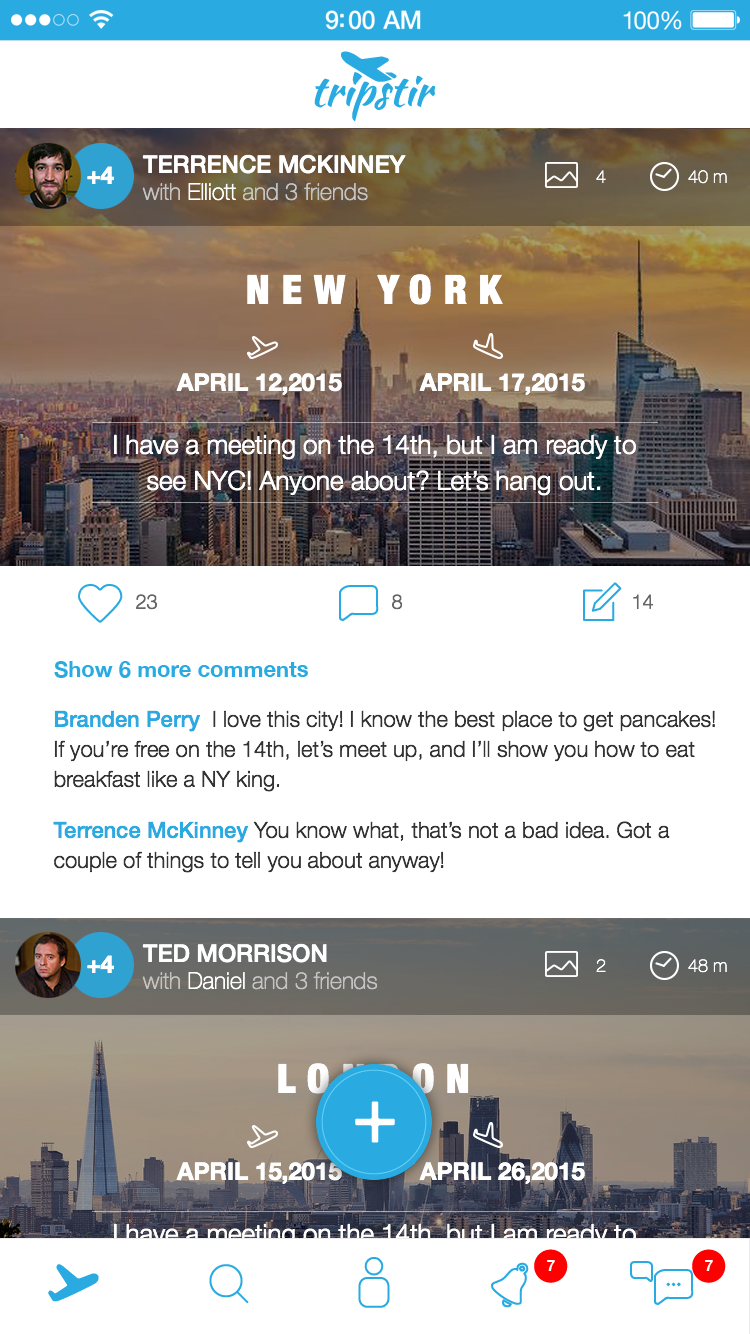 9:00 AM 100%
tripstir
+4 TERRENCE MCKINNEY
with Elliott and 3 friends
4 40 m
NEW YORK
APRIL 12,2015 APRIL 17,2015
I have a meeting on the 14th, but I am ready to
see NYC! Anyone about? Let's hang out.
23 8 14
Show 6 more comments
Branden Perry I love this city! I know the best place to get pancakes!
If you're free on the 14th, let's meet up, and I'll show you how to eat
breakfast like a NY king.
Terrence McKinney You know what, that's not a bad idea. Got a
couple of things to tell you about anyway!
+4 TED MORRISON
with Daniel and 3 friends
2 48 m
LONDON
APRIL 15,2015 APRIL 26,2015
I have a meeting on the 14th, but I am ready to
7 7